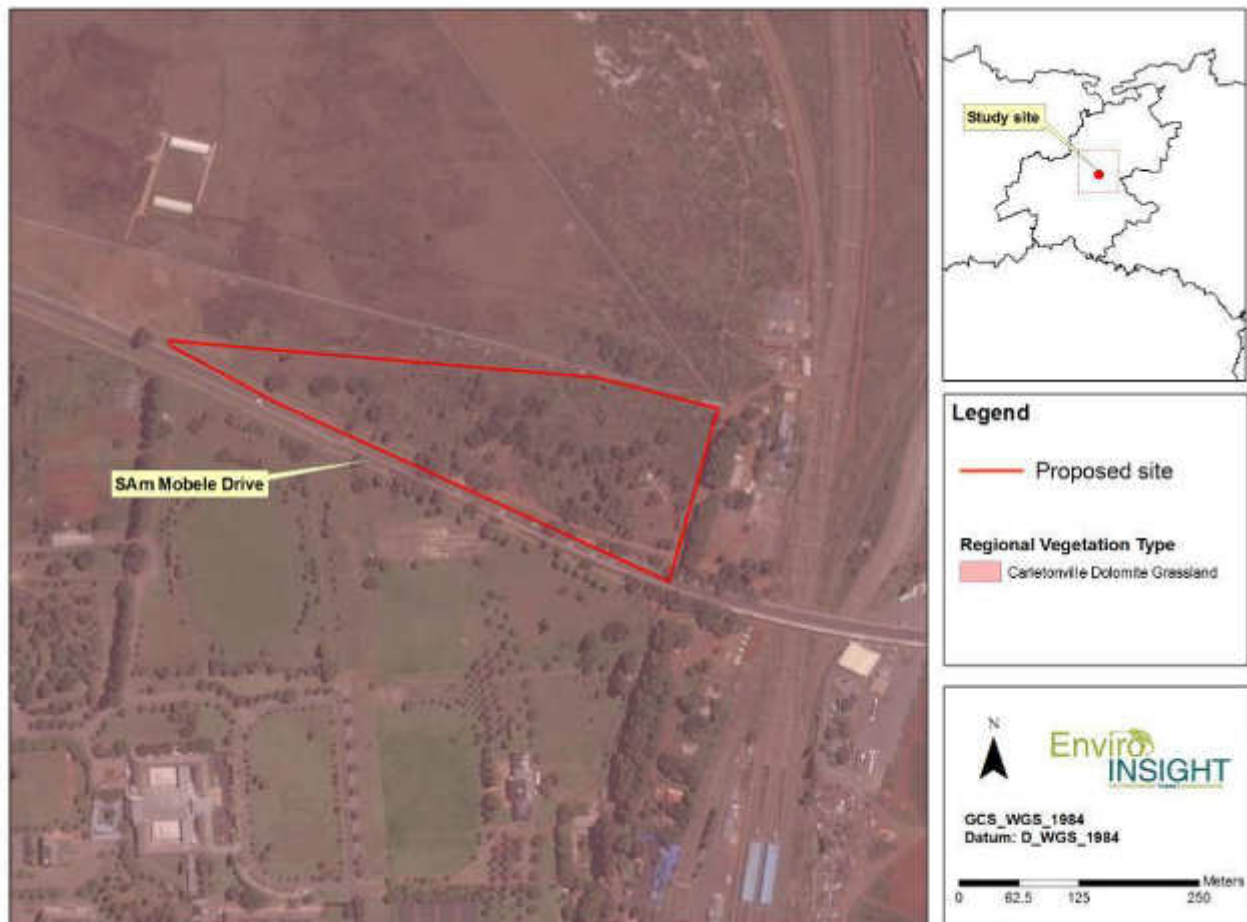 SAm Mobele Drive
Study site
Legend
Proposed site
Regional Vegetation Type
Carletonville Dolomite Grassland
N
Enviro
INSIGHT
GCS_WGS_1984
Datum: D_WGS_1984
Meters
0 62.5 125 250